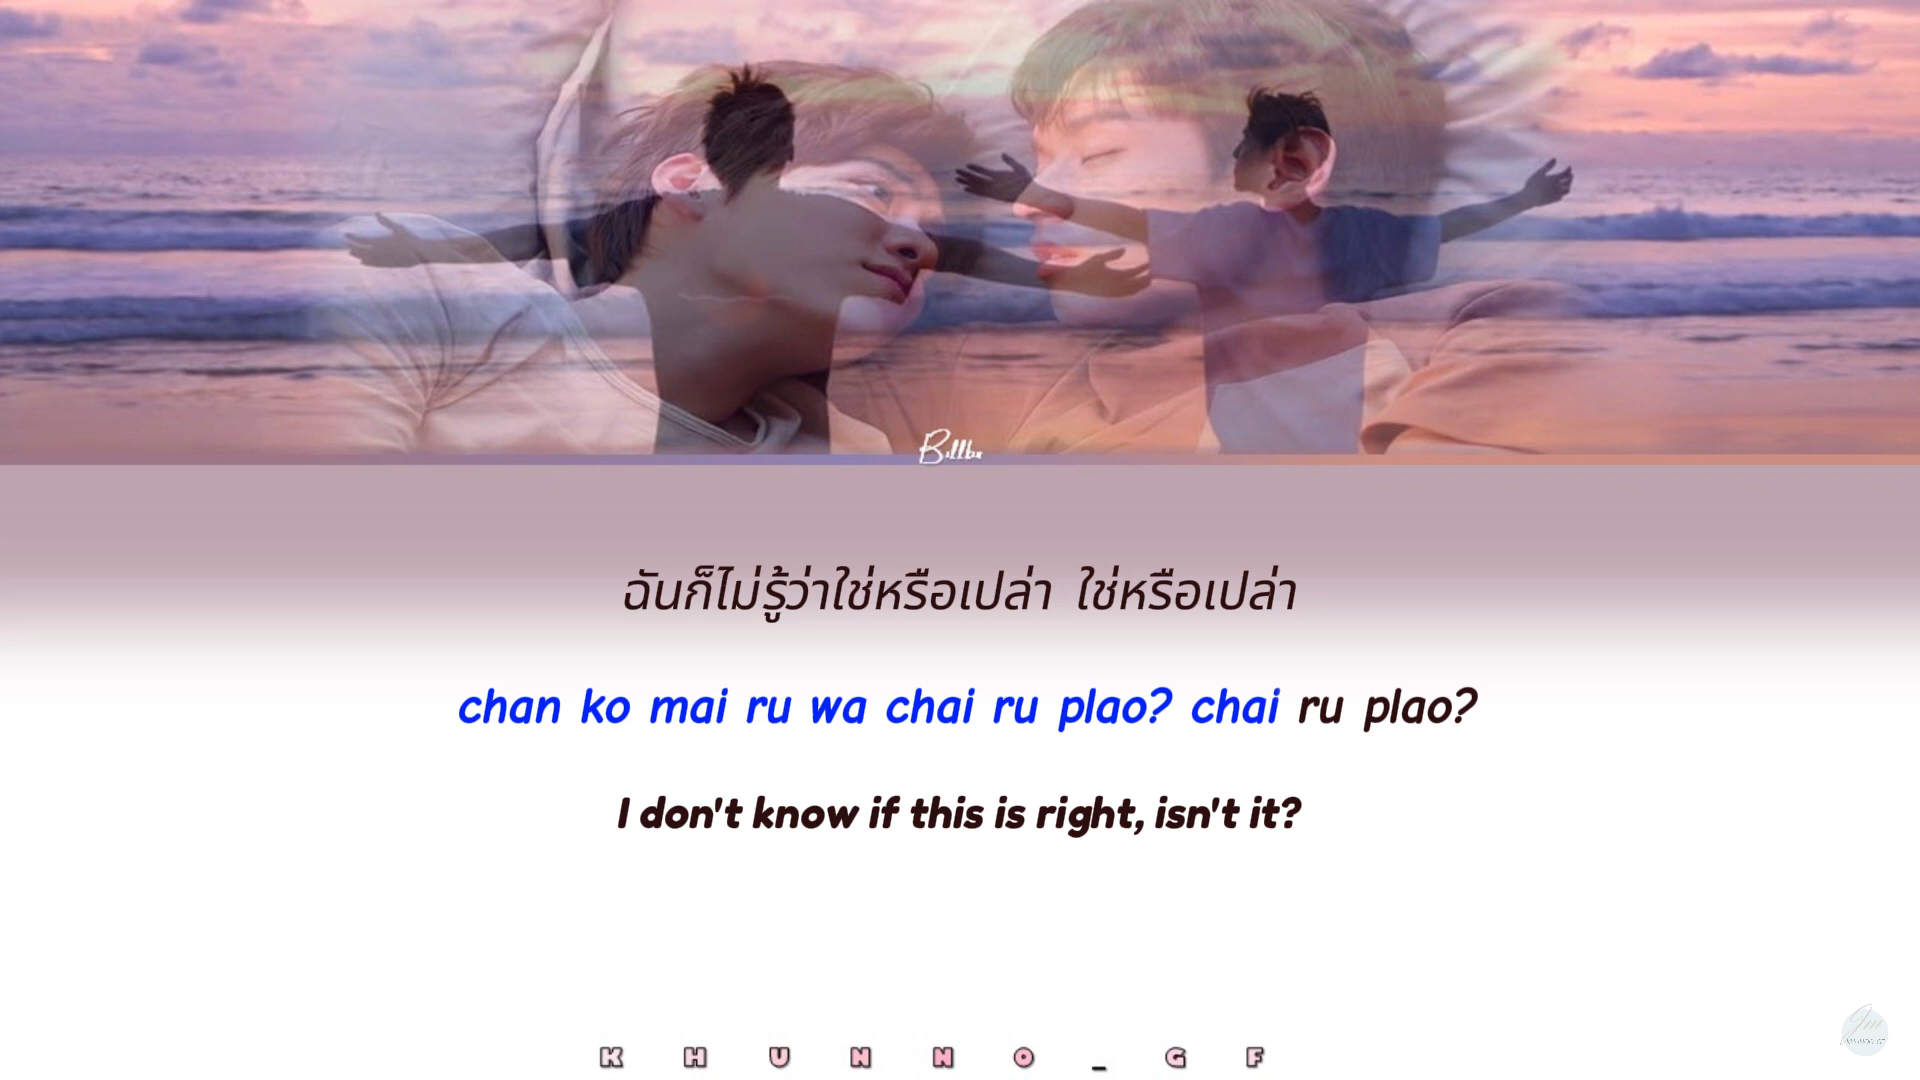 Billkin
ฉันก็ไม่รู้ว่าใช่หรือเปล่า ใช่หรือเปล่า
chan ko mai ru wa chai ru plao? chai ru plao?
I don't know if this is right, isn't it?
K H U N N O _ G F